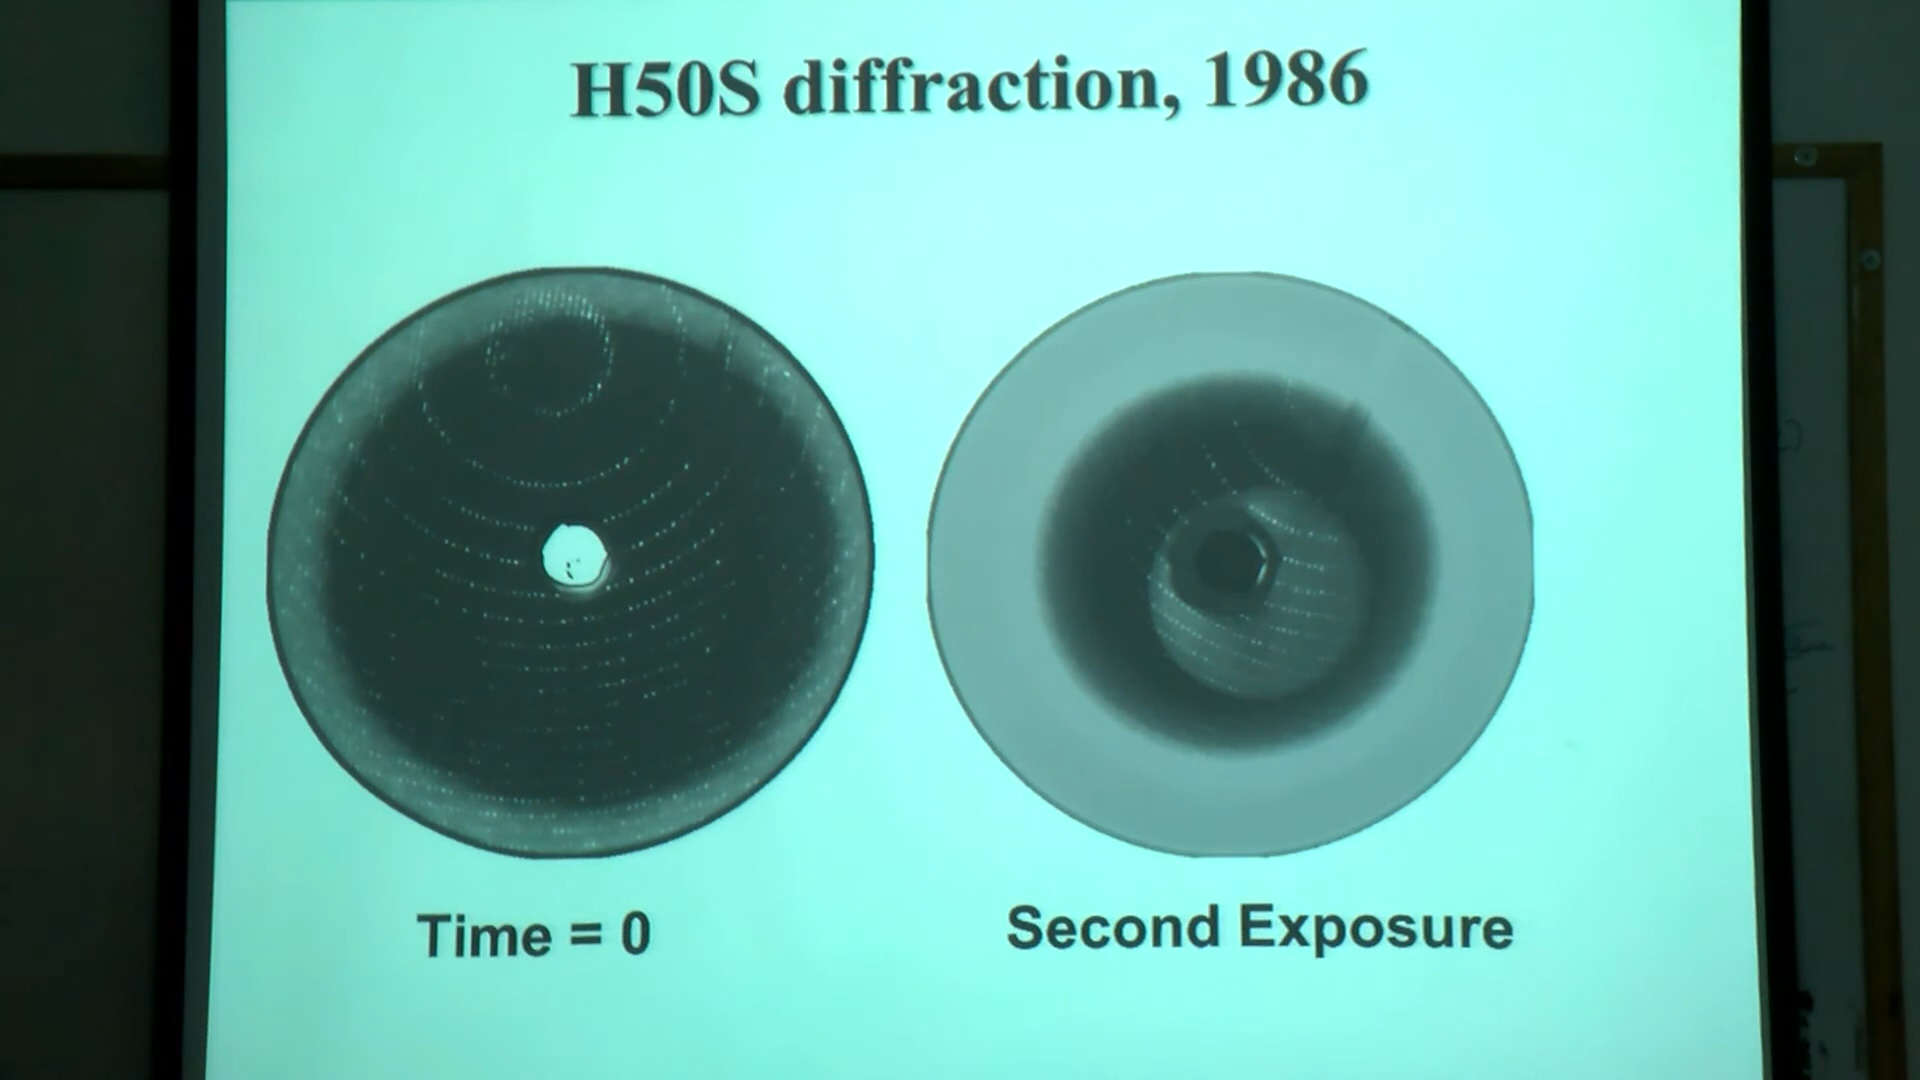 H50S diffraction, 1986
Time = 0
Second Exposure